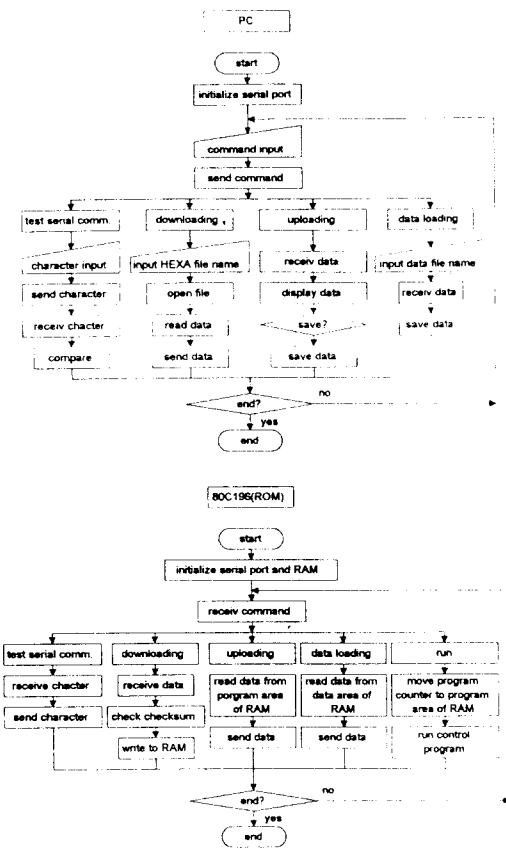 PC
start
initialize serial port
command input
send command
test serial comm.
downloading
uploading
data loading
character input
input HEXA file name
receiv data
input data file name
send character
open file
display data
receiv data
receiv chacter
read data
save?
save data
compare
send data
save data
end?
no
yes
end
80C196(ROM)
start
initialize serial port and RAM
receiv command
test serial comm.
downloading
uploading
data loading
run
receive chacter
receive data
read data from
porgram area
of RAM
read data from
data area of
RAM
move program
counter to program
area of RAM
send character
check checksum
send data
send data
run control
program
write to RAM
end?
no
yes
end